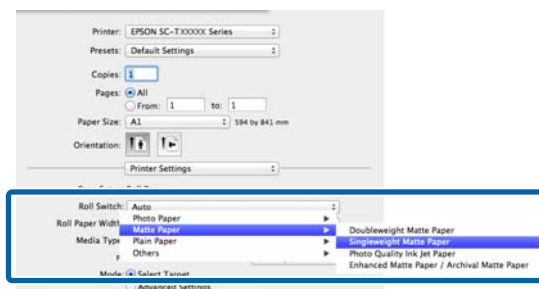 Printer: EPSON SC-TXXXXX Series
Presets: Default Settings
Copies: 1
Pages: All
From: 1 to: 1
Paper Size: A1 594 by 841 mm
Orientation:
Printer Settings
Roll Switch: Auto
Photo Paper
Roll Paper Width
Matte Paper
Media Type
Plain Paper
Others
Doubleweight Matte Paper
Singleweight Matte Paper
Photo Quality Ink Jet Paper
Enhanced Matte Paper / Archival Matte Paper
Mode: Select Target
Advanced Settings